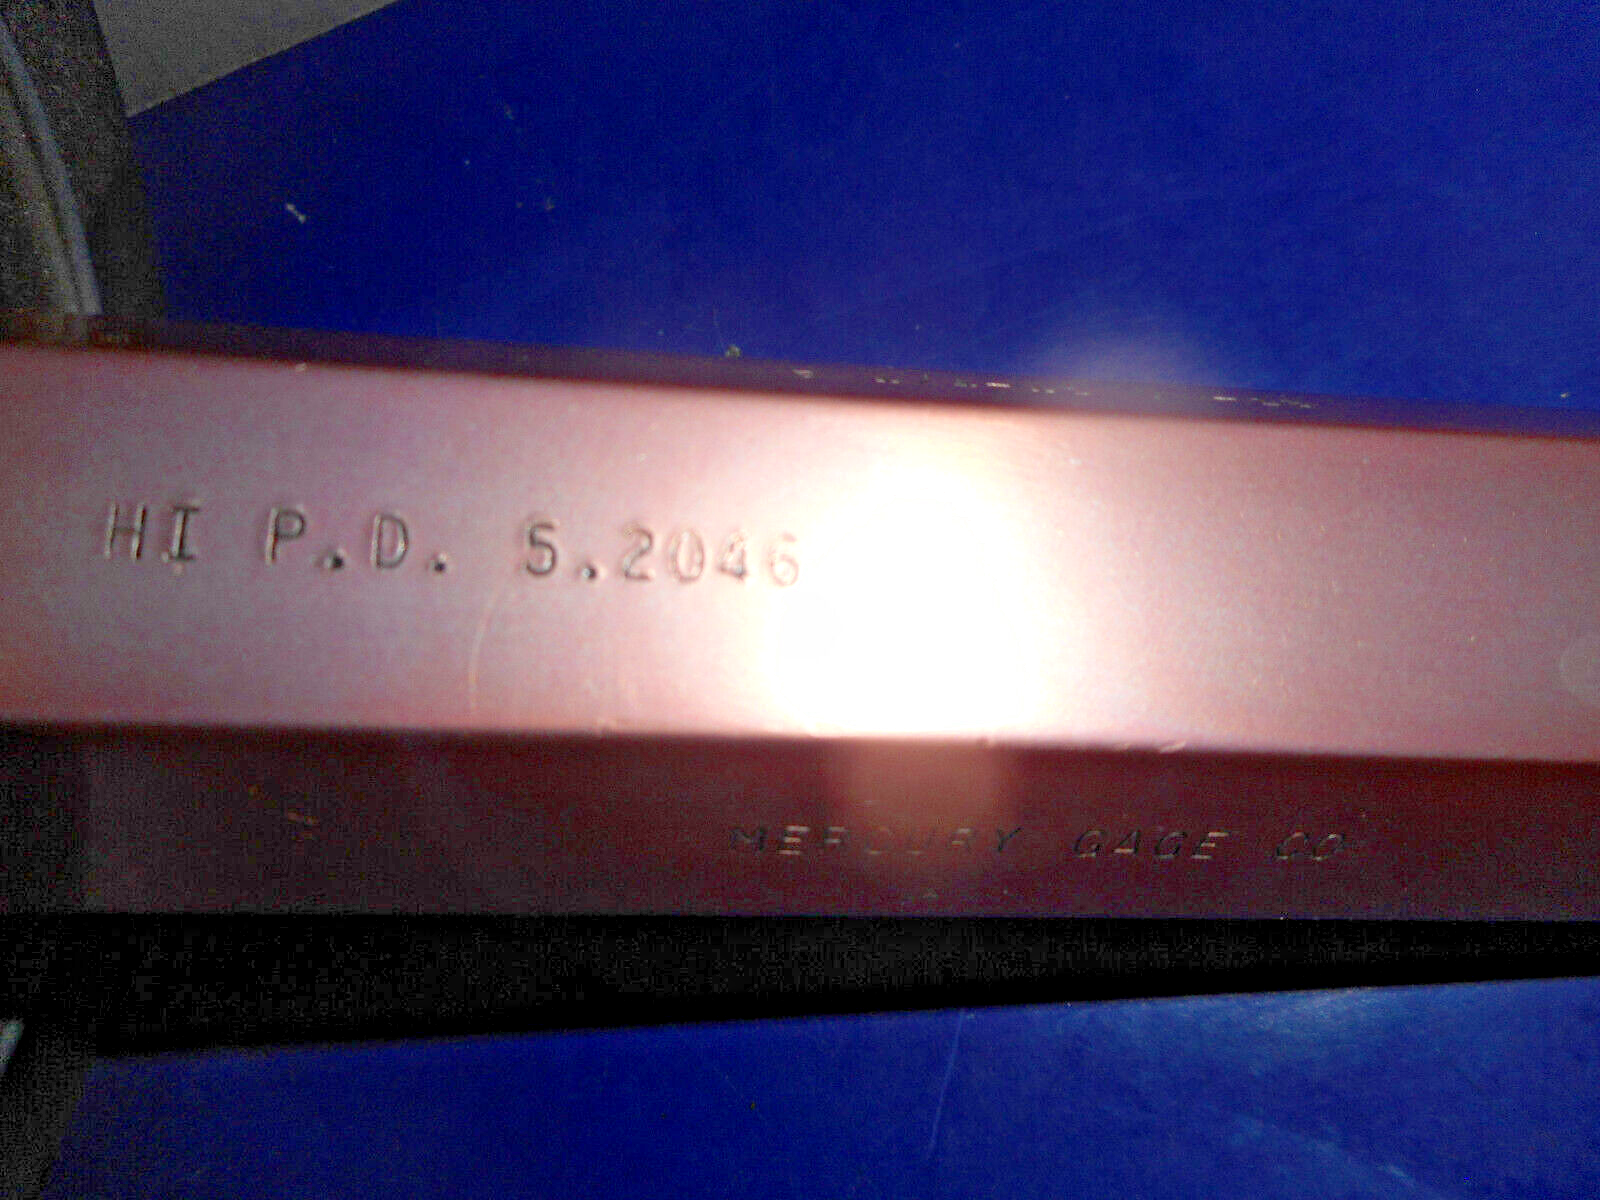 HI P.D. 5.2046
MERCURY GAGE CO